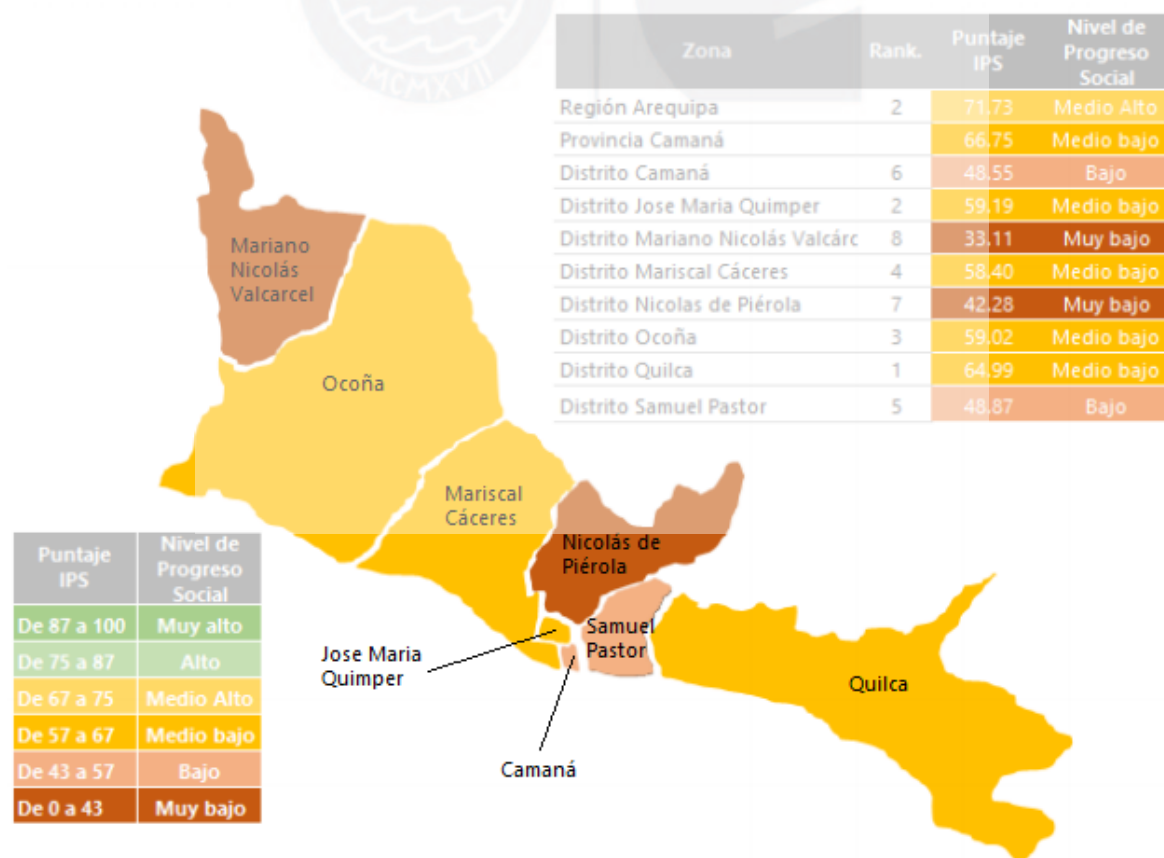 MCMXVII
Zona Rank. Puntaje IPS Nivel de Progreso Social
Región Arequipa 2 71.73 Medio Alto
Provincia Camaná 66.75 Medio bajo
Distrito Camaná 6 48.55 Bajo
Distrito Jose Maria Quimper 2 59.19 Medio bajo
Distrito Mariano Nicolás Valcárc 8 33.11 Muy bajo
Distrito Mariscal Cáceres 4 58.40 Medio bajo
Distrito Nicolas de Piérola 7 42.28 Muy bajo
Distrito Ocoña 3 59.02 Medio bajo
Distrito Quilca 1 64.99 Medio bajo
Distrito Samuel Pastor 5 48.87 Bajo
Mariano
Nicolás
Valcarcel
Ocoña
Mariscal
Cáceres
Nicolás de
Piérola
Samuel
Pastor
Jose Maria
Quimper
Camaná
Quilca
Puntaje IPS Nivel de Progreso Social
De 87 a 100 Muy alto
De 75 a 87 Alto
De 67 a 75 Medio Alto
De 57 a 67 Medio bajo
De 43 a 57 Bajo
De 0 a 43 Muy bajo